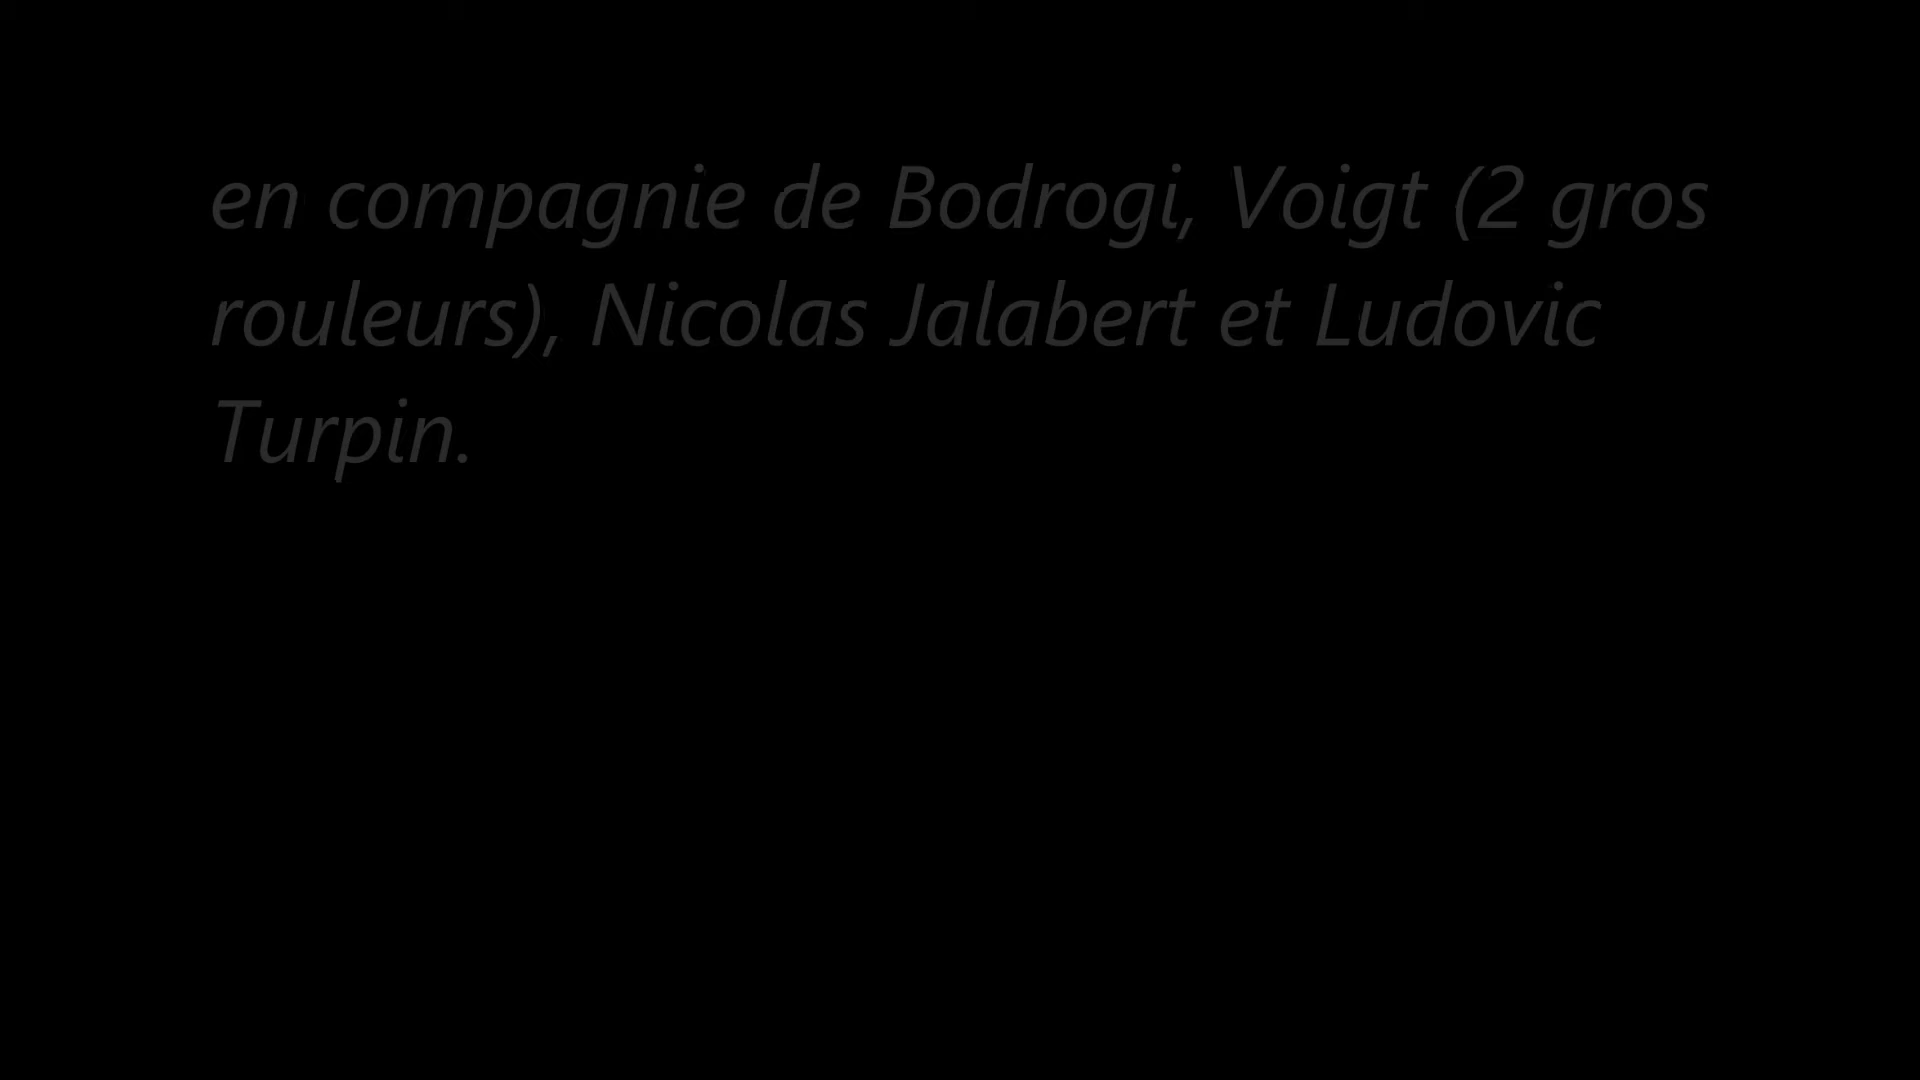 en compagnie de Bodrogi, Voigt (2 gros
rouleurs), Nicolas Jalabert et Ludovic
Turpin.